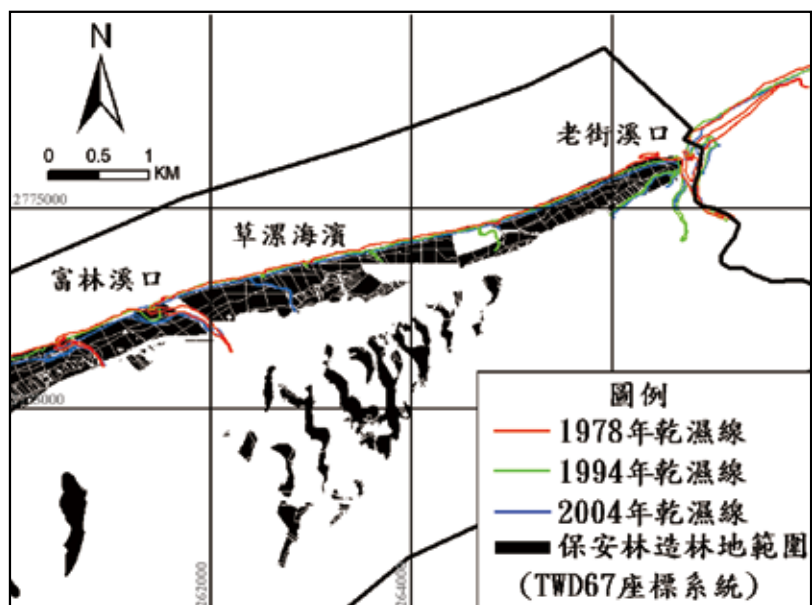 N
0 0.5 1
KM
老街溪口
2775000
草漯海濱
富林溪口
圖例
1978年乾濕線
1994年乾濕線
2004年乾濕線
保安林造林地範圍
(TWD67座標系統)
262000
264000